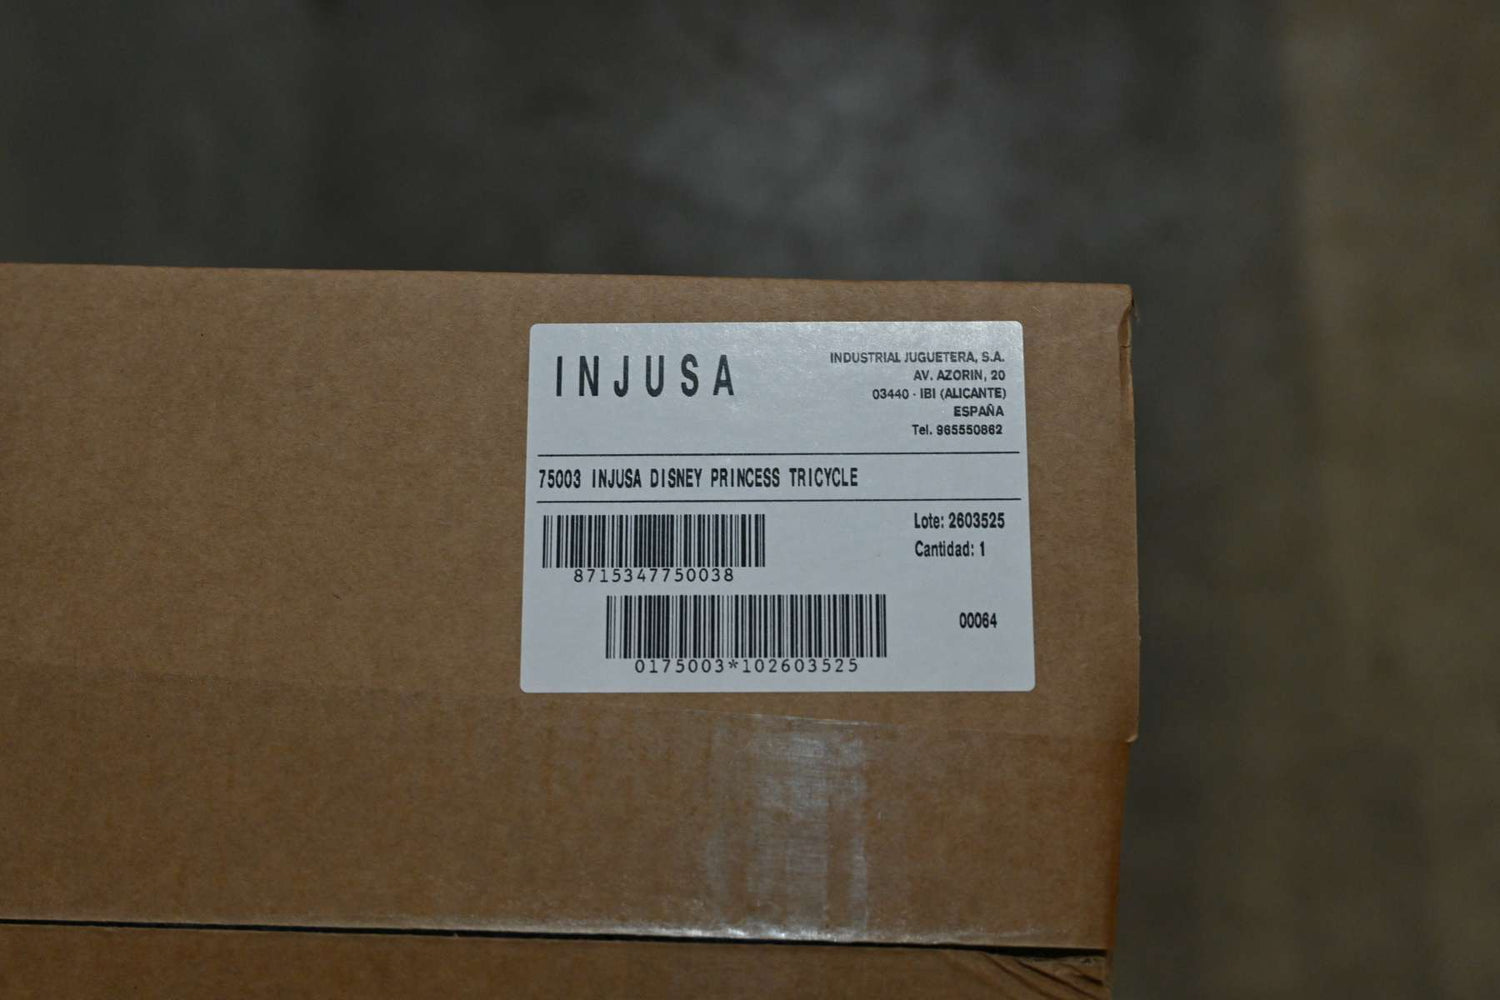 INJUSA
INDUSTRIAL JUGUETERA, S.A.
AV. AZORIN, 20
03440 - IBI (ALICANTE)
ESPAÑA
Tel. 965550862
75003 INJUSA DISNEY PRINCESS TRICYCLE
Lote: 2603525
Cantidad: 1
8715347750038
00064
0175003*102603525